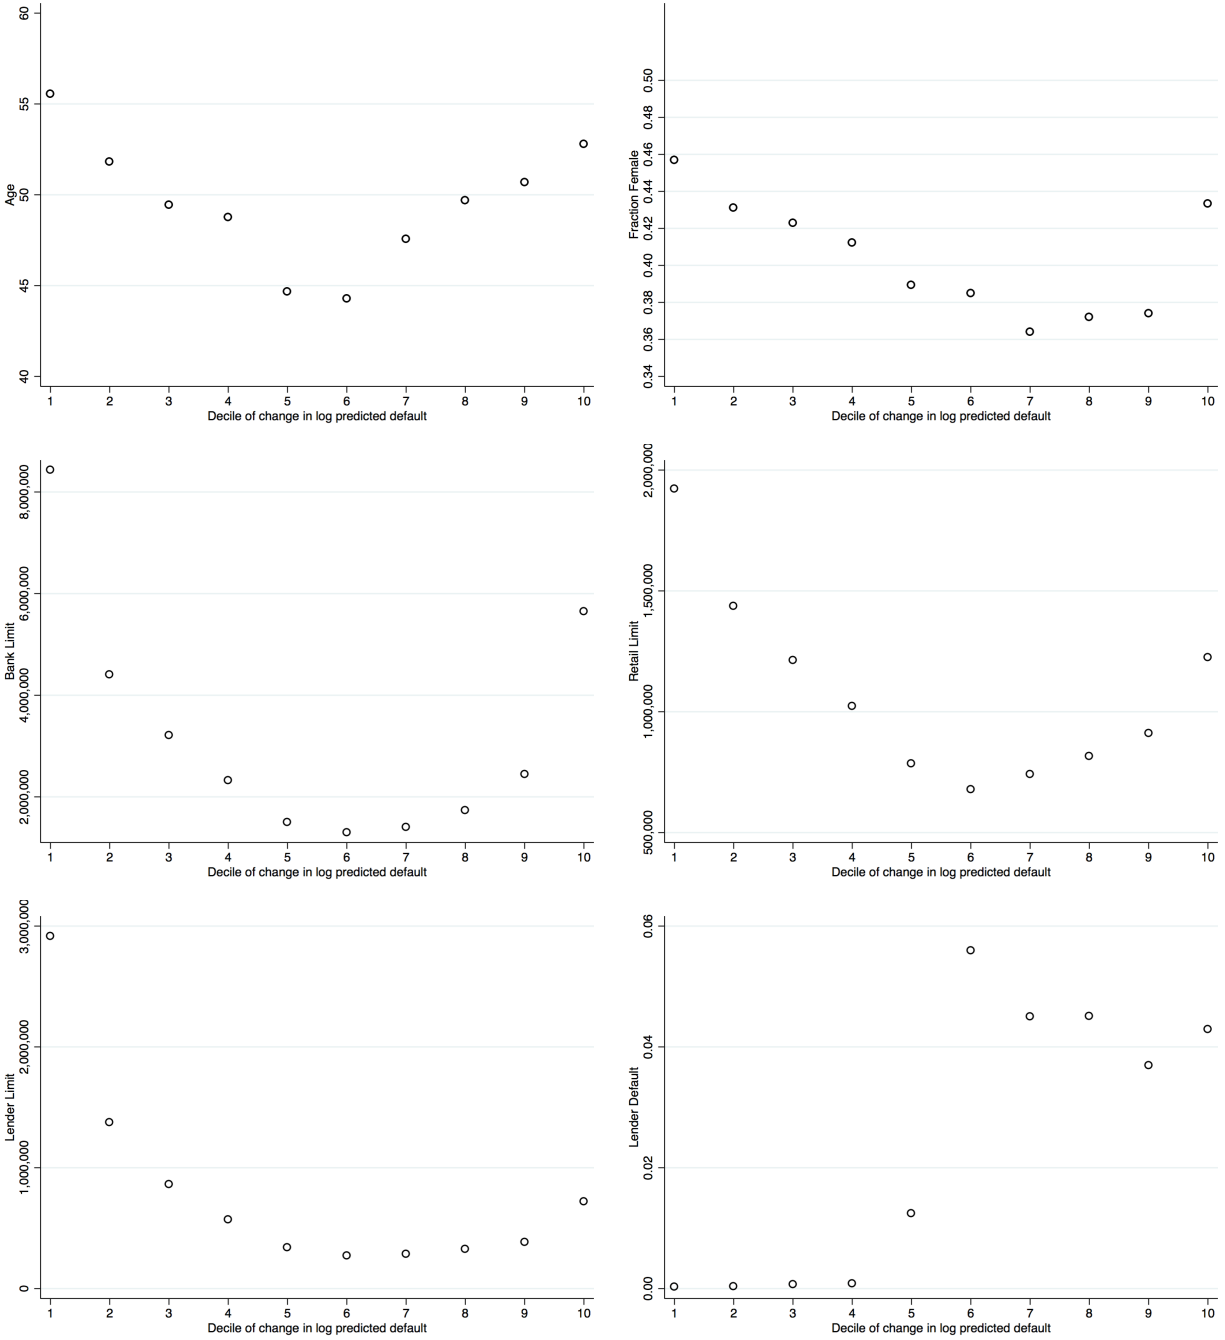 60
55
50
45
40
Age
1 2 3 4 5 6 7 8 9 10
Decile of change in log predicted default
0.50
0.48
0.46
0.44
0.42
0.40
0.38
0.36
0.34
Fraction Female
1 2 3 4 5 6 7 8 9 10
Decile of change in log predicted default
8,000,000
6,000,000
4,000,000
2,000,000
Bank Limit
1 2 3 4 5 6 7 8 9 10
Decile of change in log predicted default
2,000,000
1,500,000
1,000,000
500,000
Retail Limit
1 2 3 4 5 6 7 8 9 10
Decile of change in log predicted default
3,000,000
2,000,000
1,000,000
0
Lender Limit
1 2 3 4 5 6 7 8 9 10
Decile of change in log predicted default
0.06
0.04
0.02
0.00
Lender Default
1 2 3 4 5 6 7 8 9 10
Decile of change in log predicted default